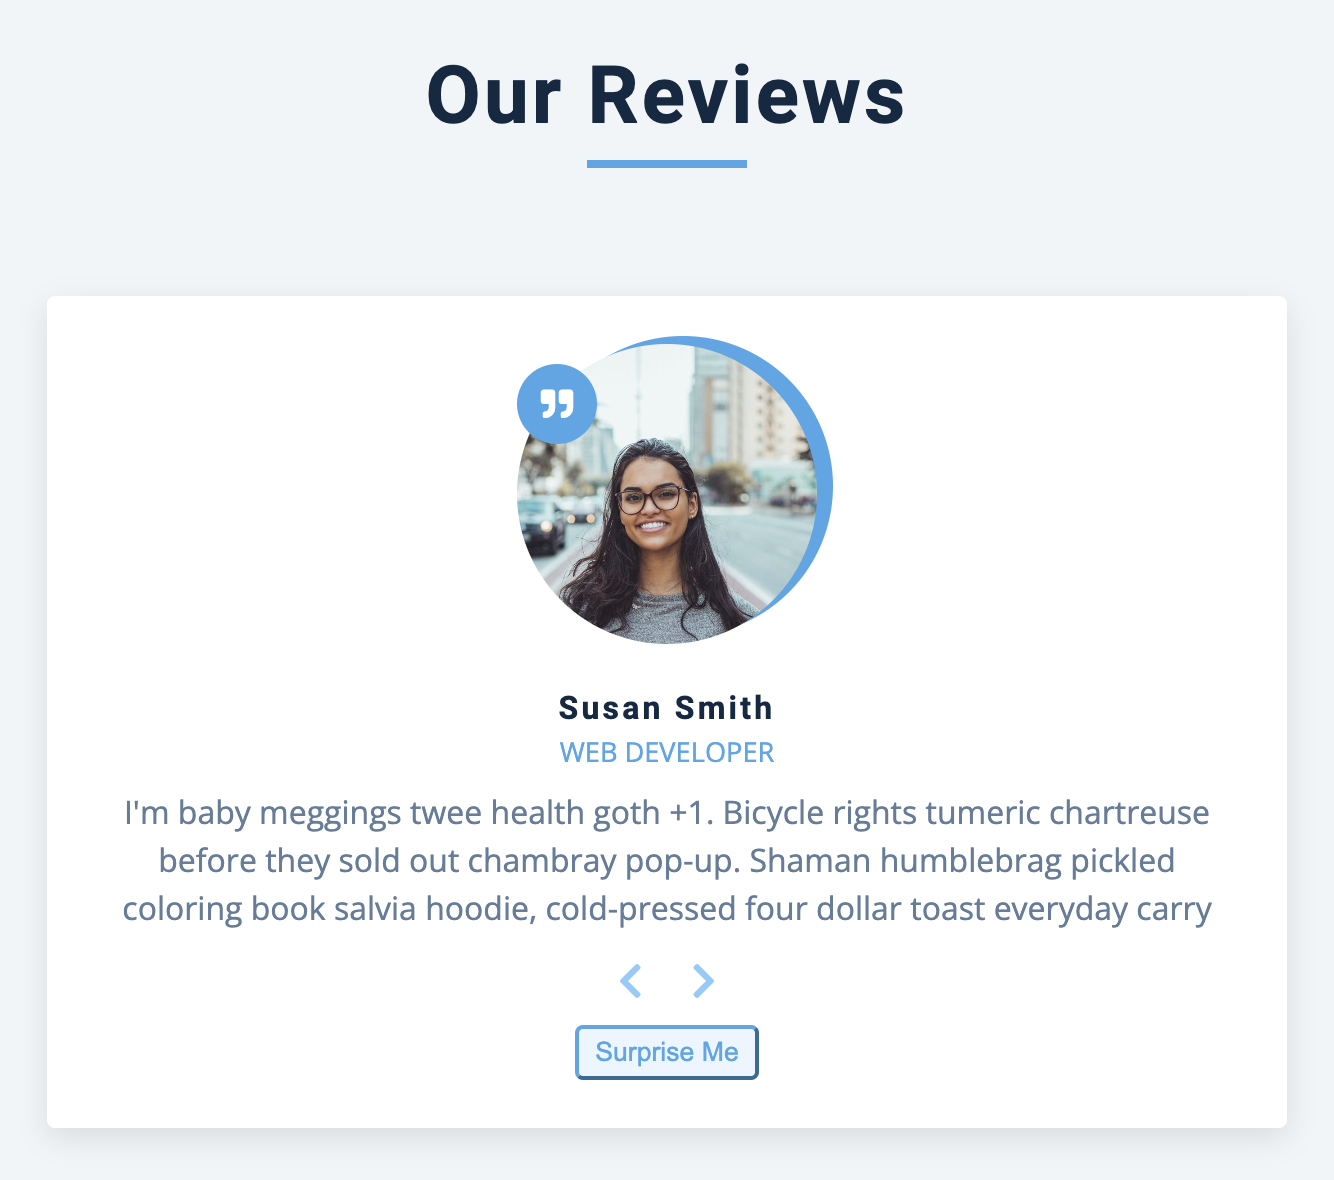 Our Reviews
Susan Smith
WEB DEVELOPER
I'm baby meggings twee health goth +1. Bicycle rights tumeric chartreuse
before they sold out chambray pop-up. Shaman humblebrag pickled
coloring book salvia hoodie, cold-pressed four dollar toast everyday carry
Surprise Me